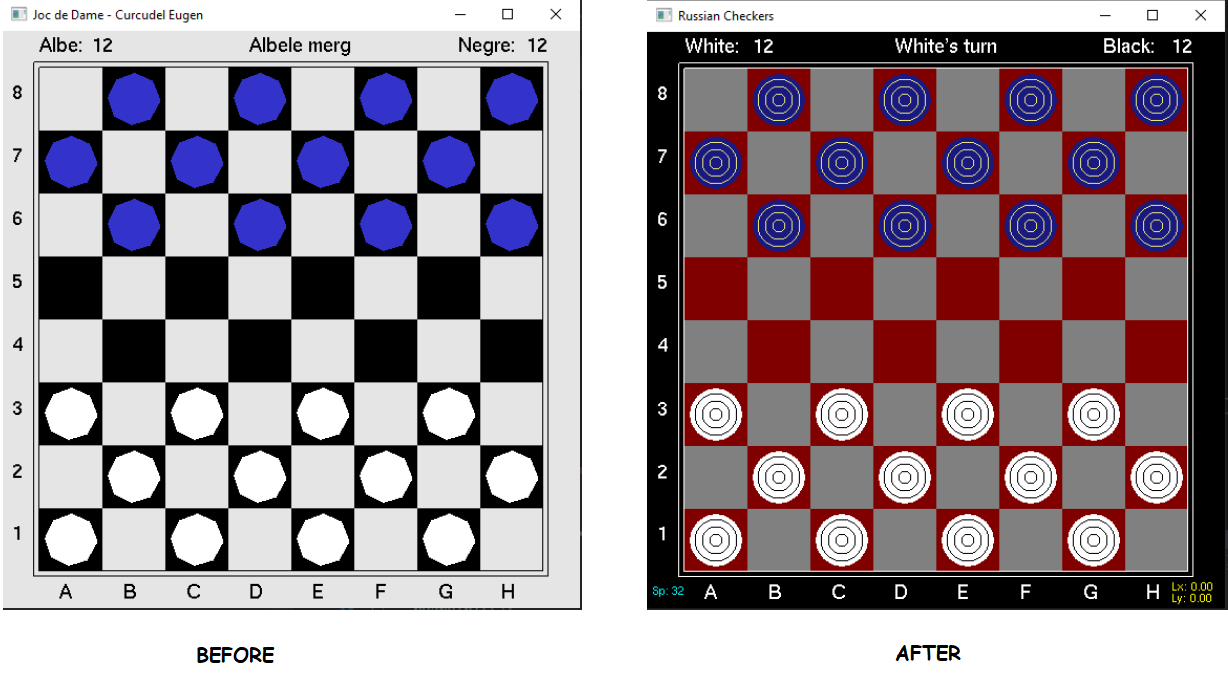 Joc de Dame - Curcudel Eugen
Albe: 12 Albele merg Negre: 12
8
7
6
5
4
3
2
1
A B C D E F G H
BEFORE
Russian Checkers
White: 12 White's turn Black: 12
8
7
6
5
4
3
2
1
Sp: 32 A B C D E F G H Lx: 0.00
Ly: 0.00
AFTER